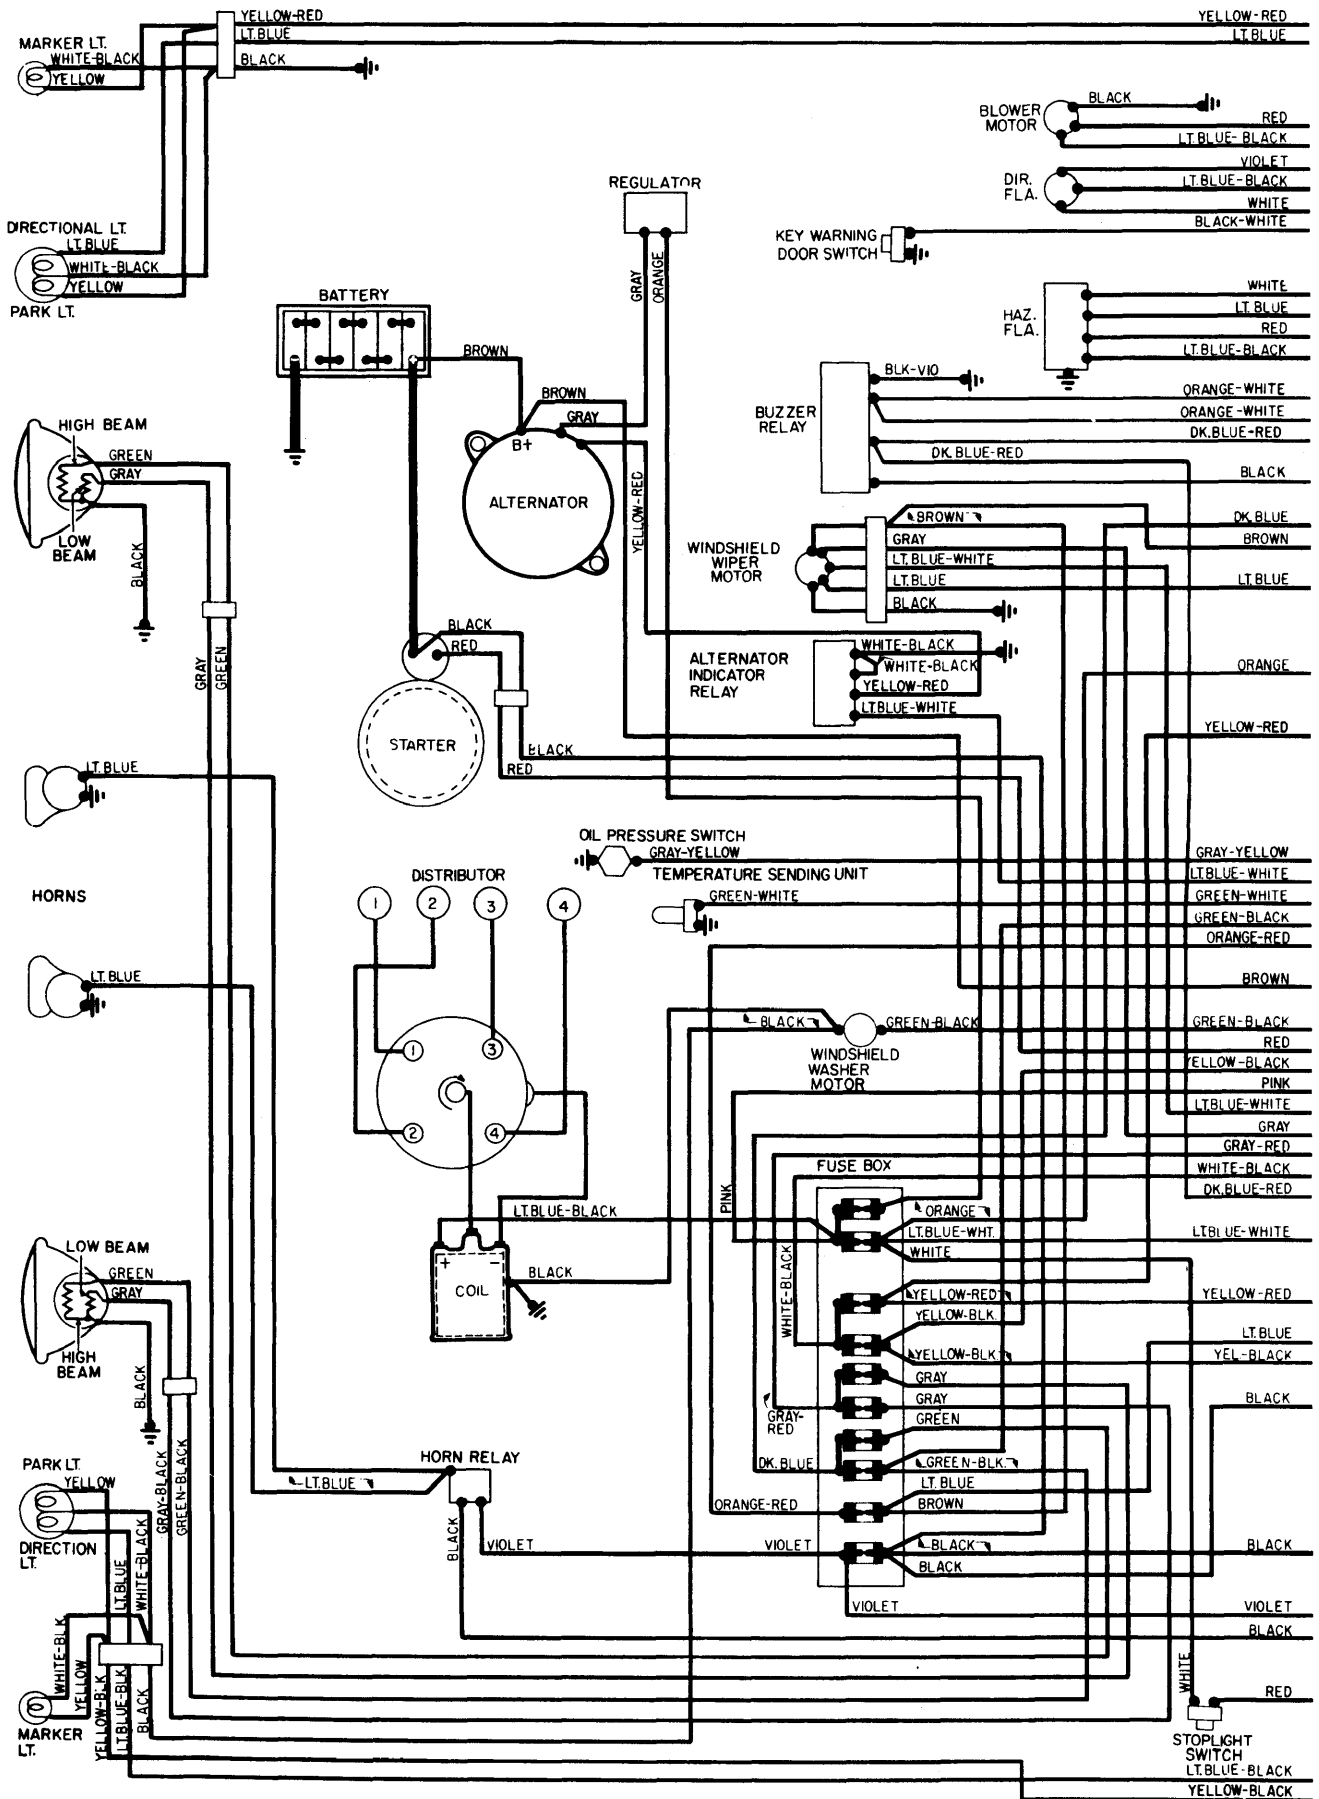 YELLOW-RED
YELLOW-RED
LT.BLUE
LT.BLUE
MARKER LT.
WHITE-BLACK
BLACK
YELLOW
BLOWER
MOTOR
BLACK
RED
LT.BLUE-BLACK
DIR.
FLA.
VIOLET
LT.BLUE-BLACK
WHITE
REGULATOR
DIRECTIONAL LT.
LT.BLUE
WHITE-BLACK
YELLOW
PARK LT.
KEY WARNING
DOOR SWITCH
BLACK-WHITE
GRAY
ORANGE
BATTERY
HAZ.
FLA.
WHITE
LT.BLUE
RED
LT.BLUE-BLACK
BROWN
BROWN
GRAY
B+
ALTERNATOR
YELLOW-RED
BUZZER
RELAY
BLK-VIO
ORANGE-WHITE
ORANGE-WHITE
DK.BLUE-RED
DK.BLUE-RED
BLACK
HIGH BEAM
GREEN
GRAY
LOW
BEAM
BLACK
WINDSHIELD
WIPER
MOTOR
BROWN
GRAY
LT.BLUE-WHITE
LT.BLUE
BLACK
DK.BLUE
BROWN
LT.BLUE
GRAY
GREEN
BLACK
RED
STARTER
BLACK
RED
ALTERNATOR
INDICATOR
RELAY
WHITE-BLACK
WHITE-BLACK
YELLOW-RED
LT.BLUE-WHITE
ORANGE
YELLOW-RED
LT.BLUE
HORNS
LT.BLUE
OIL PRESSURE SWITCH
GRAY-YELLOW
GRAY-YELLOW
TEMPERATURE SENDING UNIT
LT.BLUE-WHITE
GREEN-WHITE
GREEN-WHITE
GREEN-BLACK
ORANGE-RED
BROWN
DISTRIBUTOR
1 2 3 4
1
3
2
4
BLACK
GREEN-BLACK
GREEN-BLACK
WINDSHIELD
WASHER
MOTOR
RED
YELLOW-BLACK
PINK
LT.BLUE-WHITE
GRAY
GRAY-RED
WHITE-BLACK
DK.BLUE-RED
FUSE BOX
PINK
LT.BLUE-BLACK
ORANGE
LT.BLUE-WHT.
LT.BLUE-WHITE
WHITE
+ −
COIL
BLACK
WHITE-BLACK
YELLOW-RED
YELLOW-RED
YELLOW-BLK.
LT.BLUE
YELLOW-BLK.
YEL-BLACK
GRAY
GRAY
BLACK
GRAY-
RED
GREEN
DK.BLUE
GREEN-BLK.
LT.BLUE
ORANGE-RED
BROWN
LOW BEAM
GREEN
GRAY
HIGH
BEAM
BLACK
HORN RELAY
LT.BLUE
BLACK
VIOLET
VIOLET
BLACK
BLACK
BLACK
VIOLET
VIOLET
BLACK
PARK LT.
YELLOW
DIRECTION
LT.
GRAY-BLACK
GREEN-BLACK
LT.BLUE
WHITE-BLACK
WHITE-BLK
YELLOW
YELLOW-BLK
LT.BLUE-BLK
BLACK
MARKER
LT.
WHITE
RED
STOPLIGHT
SWITCH
LT.BLUE-BLACK
YELLOW-BLACK